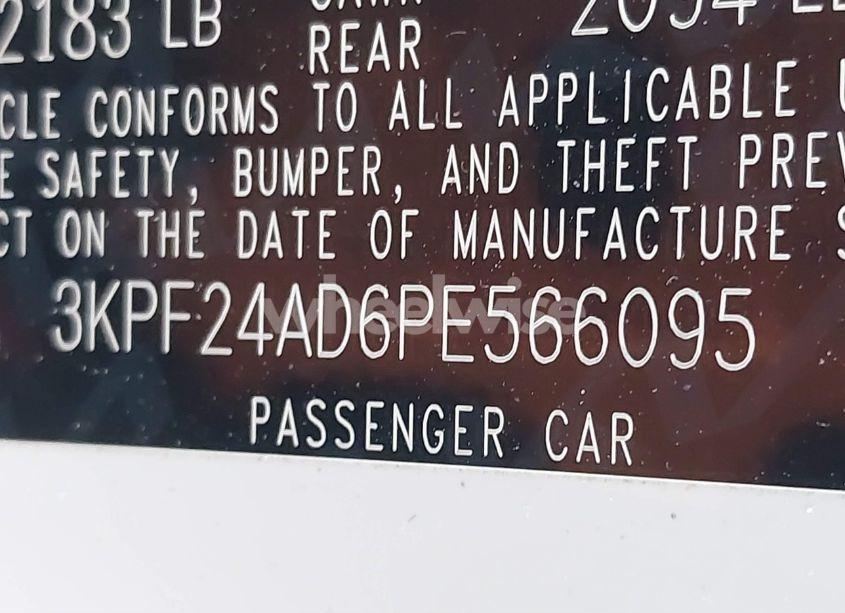 2183 LB
REAR
CLE CONFORMS TO ALL APPLICABLE U
E SAFETY, BUMPER, AND THEFT PREV
CT ON THE DATE OF MANUFACTURE S
3KPF24AD6PE566095
wheelwise
PASSENGER CAR